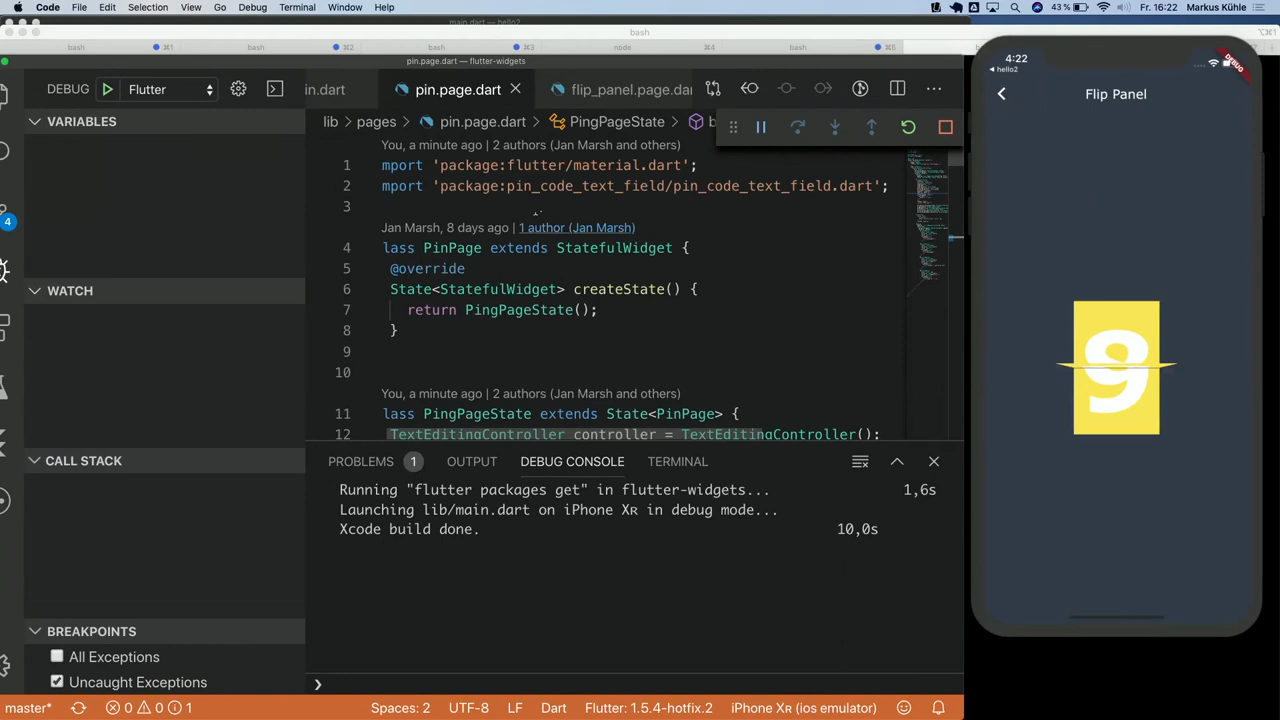 Code File Edit Selection View Go Debug Terminal Window Help 43 % Fr. 16:22 Markus Kühle
main.dart — hello2
bash
bash ⌘1 bash ⌘2 bash ⌘3 node ⌘4 bash ⌘5
pin.page.dart — flutter-widgets
DEBUG Flutter
in.dart pin.page.dart flip_panel.page.da
lib › pages › pin.page.dart › PingPageState › b
VARIABLES
WATCH
CALL STACK
BREAKPOINTS
All Exceptions
Uncaught Exceptions
4
You, a minute ago | 2 authors (Jan Marsh and others)
1 mport 'package:flutter/material.dart';
2 mport 'package:pin_code_text_field/pin_code_text_field.dart';
3
Jan Marsh, 8 days ago | 1 author (Jan Marsh)
4 lass PinPage extends StatefulWidget {
5 @override
6 State<StatefulWidget> createState() {
7 return PingPageState();
8 }
9
10
You, a minute ago | 2 authors (Jan Marsh and others)
11 lass PingPageState extends State<PinPage> {
12 TextEditingController controller = TextEditingController();
PROBLEMS 1 OUTPUT DEBUG CONSOLE TERMINAL
Running "flutter packages get" in flutter-widgets... 1,6s
Launching lib/main.dart on iPhone Xʀ in debug mode...
Xcode build done. 10,0s
master* 0 0 1 Spaces: 2 UTF-8 LF Dart Flutter: 1.5.4-hotfix.2 iPhone Xʀ (ios emulator)
4:22
hello2
DEBUG
Flip Panel
9